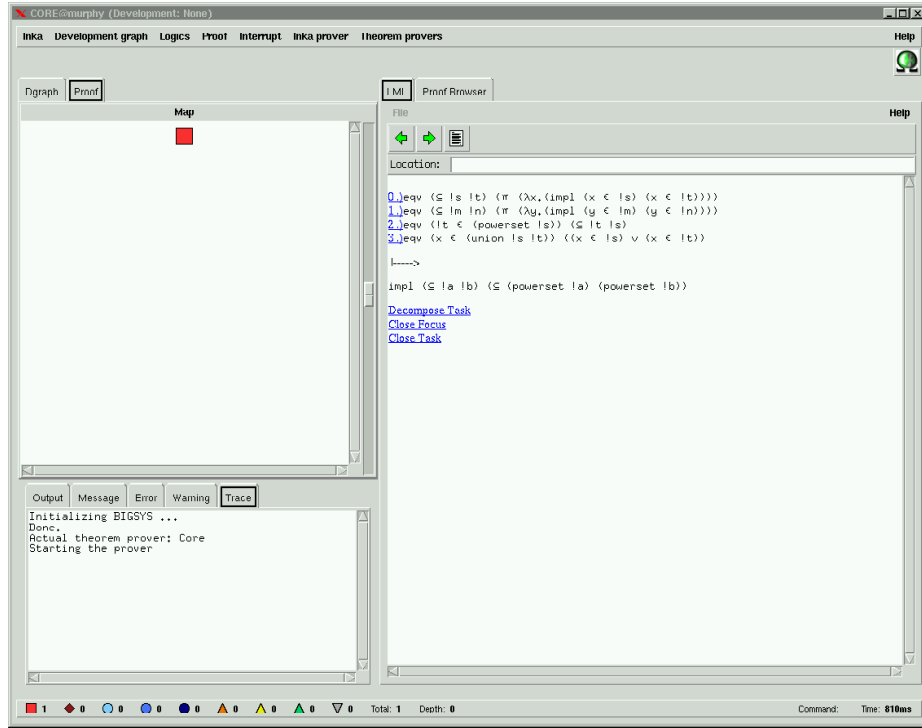 CORE@murphy (Development: None)
Inka Development graph Logics Proof Interrupt Inka prover Theorem provers Help
Dgraph Proof
Map
LMI Proof Browser
File Help
Location:
0.)eqv (⊆ !s !t) (π (λx.(impl (x ∈ !s) (x ∈ !t))))
1.)eqv (⊆ !m !n) (π (λy.(impl (y ∈ !m) (y ∈ !n))))
2.)eqv (!t ∈ (powerset !s)) (⊆ !t !s)
3.)eqv (x ∈ (union !s !t)) ((x ∈ !s) ∨ (x ∈ !t))
|----->
impl (⊆ !a !b) (⊆ (powerset !a) (powerset !b))
Decompose Task
Close Focus
Close Task
Output Message Error Warning Trace
Initializing BIGSYS ...
Done.
Actual theorem prover: Core
Starting the prover
1 0 0 0 0 0 0 0 0 Total: 1 Depth: 0 Command: Time: 810ms